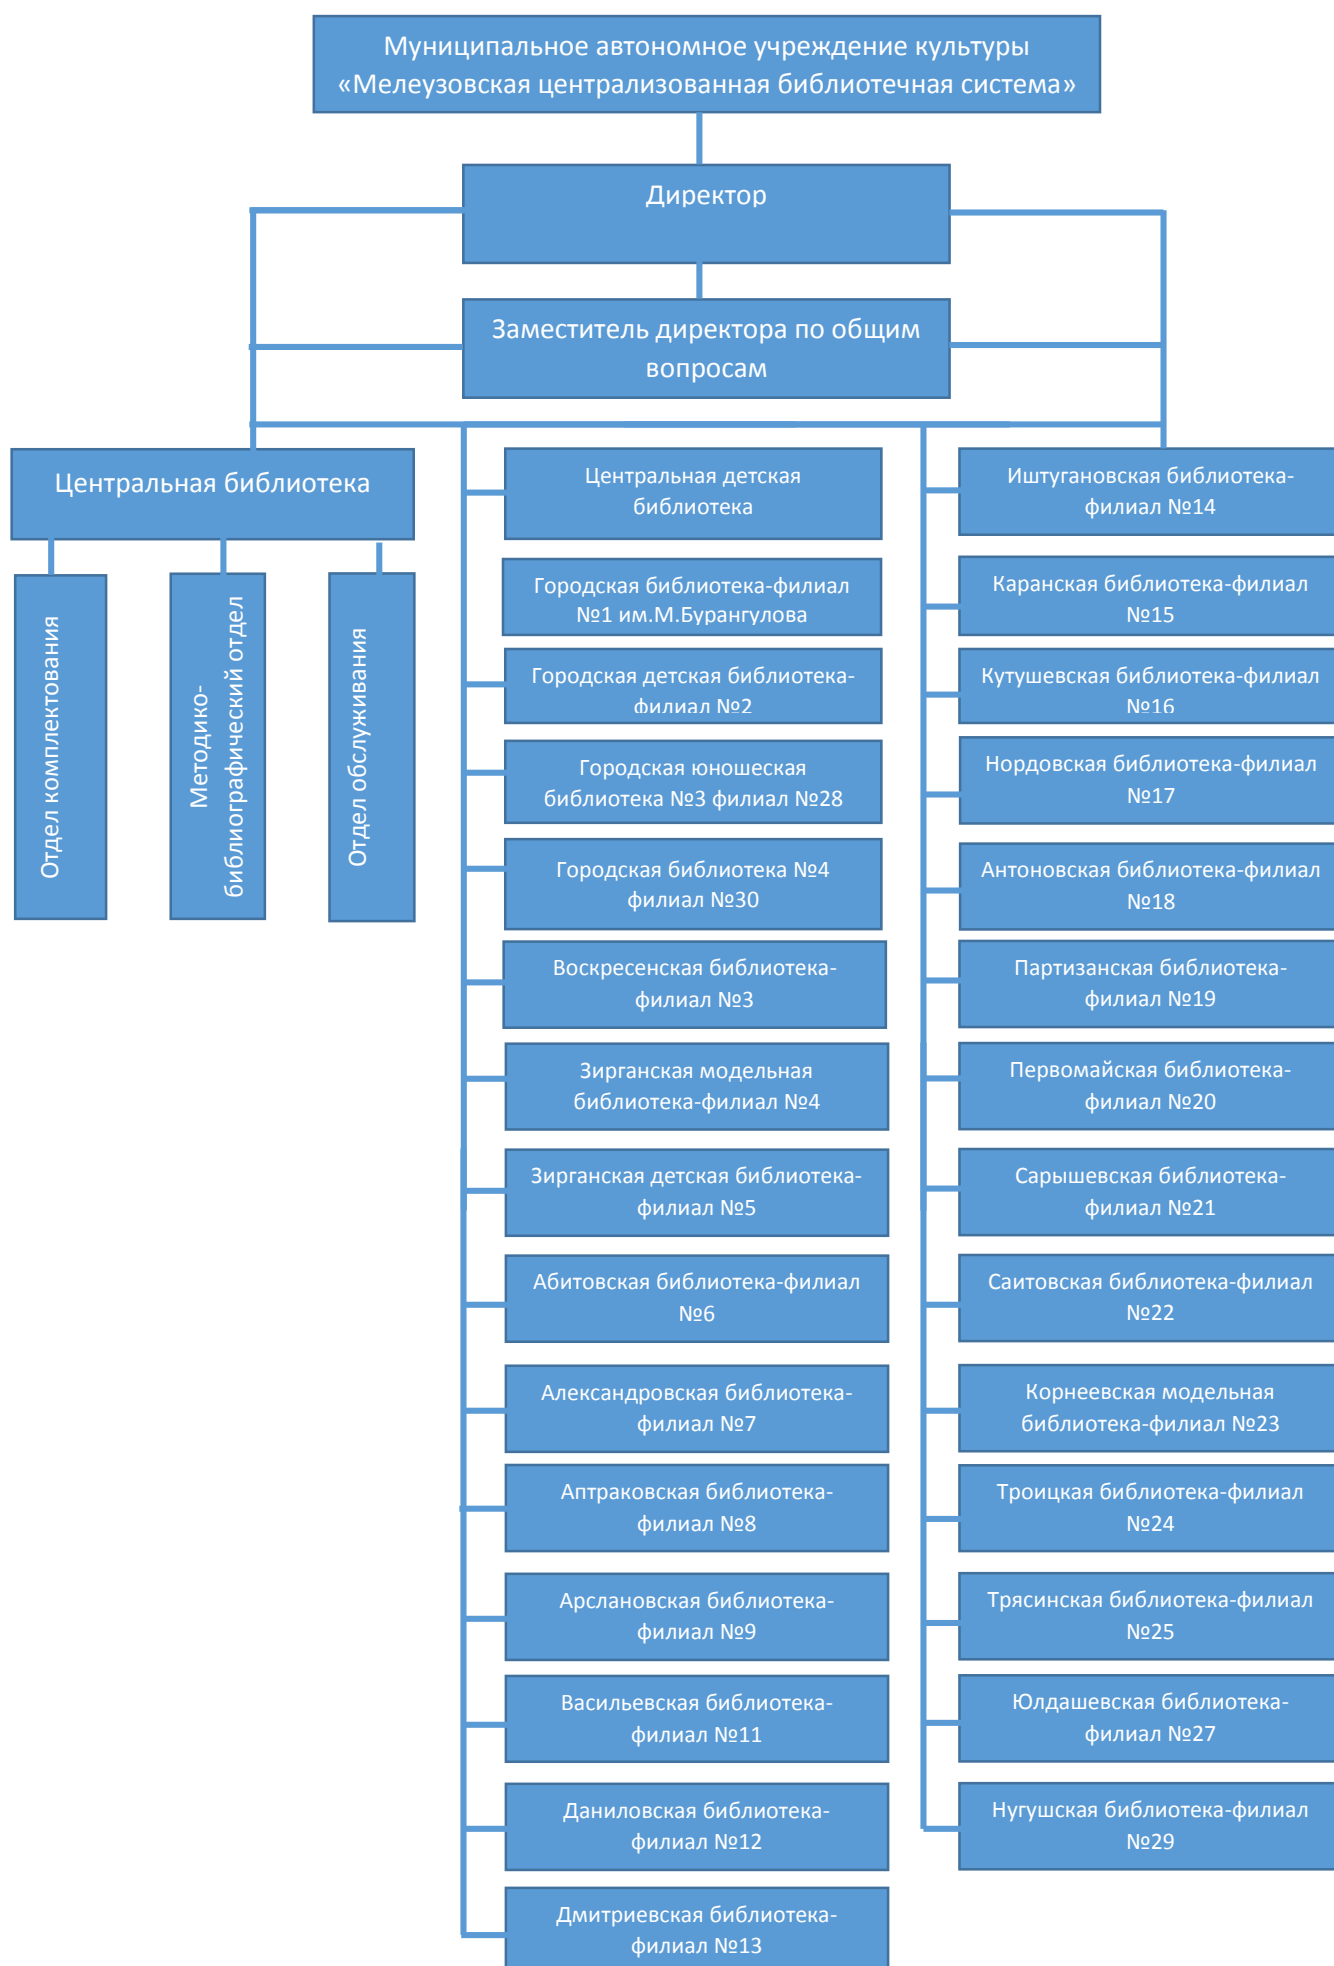 Муниципальное автономное учреждение культуры
«Мелеузовская централизованная библиотечная система»
Директор
Заместитель директора по общим
вопросам
Центральная библиотека
Отдел комплектования
Методико-
библиографический отдел
Отдел обслуживания
Центральная детская
библиотека
Городская библиотека-филиал
№1 им.М.Бурангулова
Городская детская библиотека-
филиал №2
Городская юношеская
библиотека №3 филиал №28
Городская библиотека №4
филиал №30
Воскресенская библиотека-
филиал №3
Зирганская модельная
библиотека-филиал №4
Зирганская детская библиотека-
филиал №5
Абитовская библиотека-филиал
№6
Александровская библиотека-
филиал №7
Аптраковская библиотека-
филиал №8
Арслановская библиотека-
филиал №9
Васильевская библиотека-
филиал №11
Даниловская библиотека-
филиал №12
Дмитриевская библиотека-
филиал №13
Иштугановская библиотека-
филиал №14
Каранская библиотека-филиал
№15
Кутушевская библиотека-филиал
№16
Нордовская библиотека-филиал
№17
Антоновская библиотека-филиал
№18
Партизанская библиотека-
филиал №19
Первомайская библиотека-
филиал №20
Сарышевская библиотека-
филиал №21
Саитовская библиотека-филиал
№22
Корнеевская модельная
библиотека-филиал №23
Троицкая библиотека-филиал
№24
Трясинская библиотека-филиал
№25
Юлдашевская библиотека-
филиал №27
Нугушская библиотека-филиал
№29